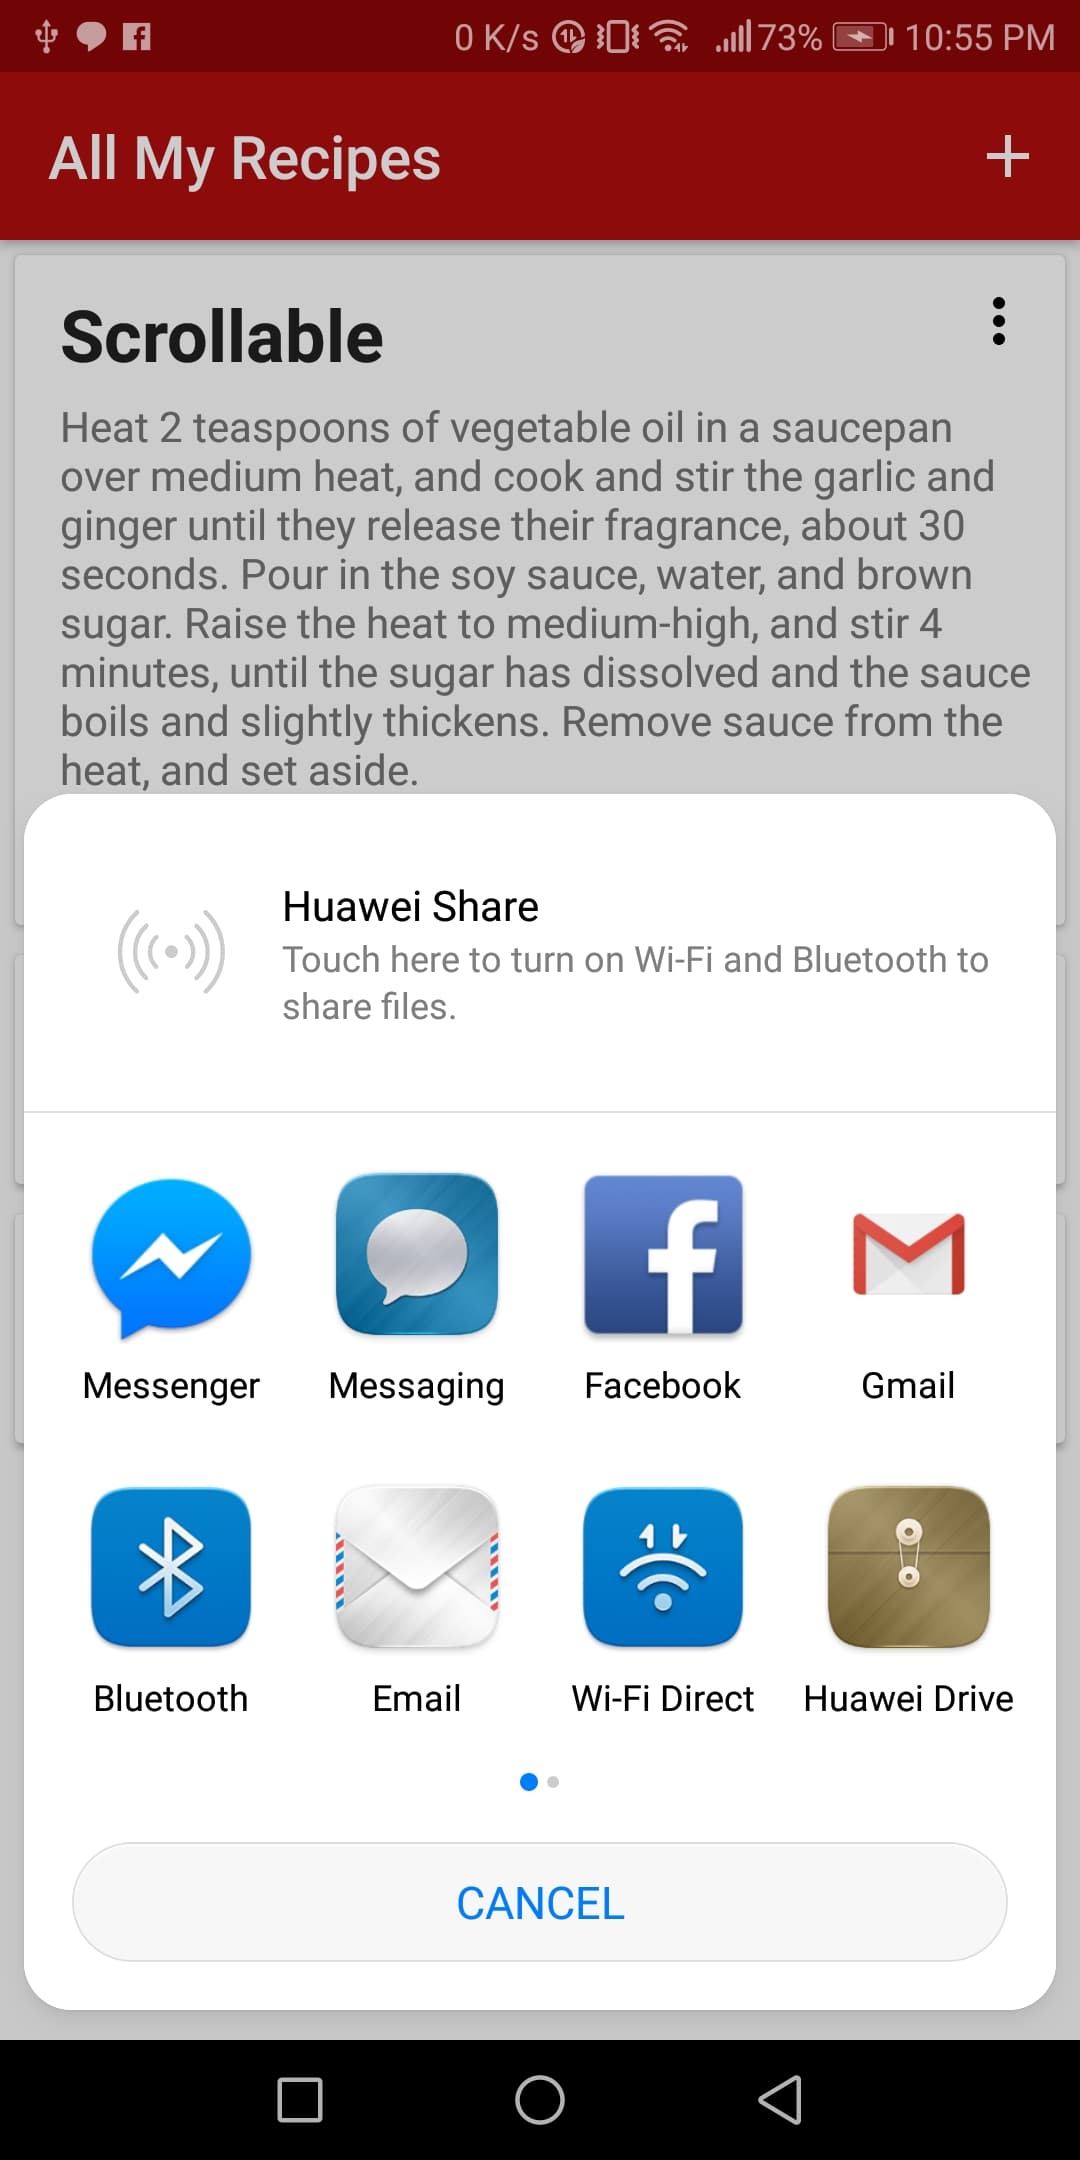 0 K/s 73% 10:55 PM
All My Recipes
Scrollable
Heat 2 teaspoons of vegetable oil in a saucepan
over medium heat, and cook and stir the garlic and
ginger until they release their fragrance, about 30
seconds. Pour in the soy sauce, water, and brown
sugar. Raise the heat to medium-high, and stir 4
minutes, until the sugar has dissolved and the sauce
boils and slightly thickens. Remove sauce from the
heat, and set aside.
Huawei Share
Touch here to turn on Wi-Fi and Bluetooth to
share files.
Messenger Messaging Facebook Gmail
Bluetooth Email Wi-Fi Direct Huawei Drive
CANCEL